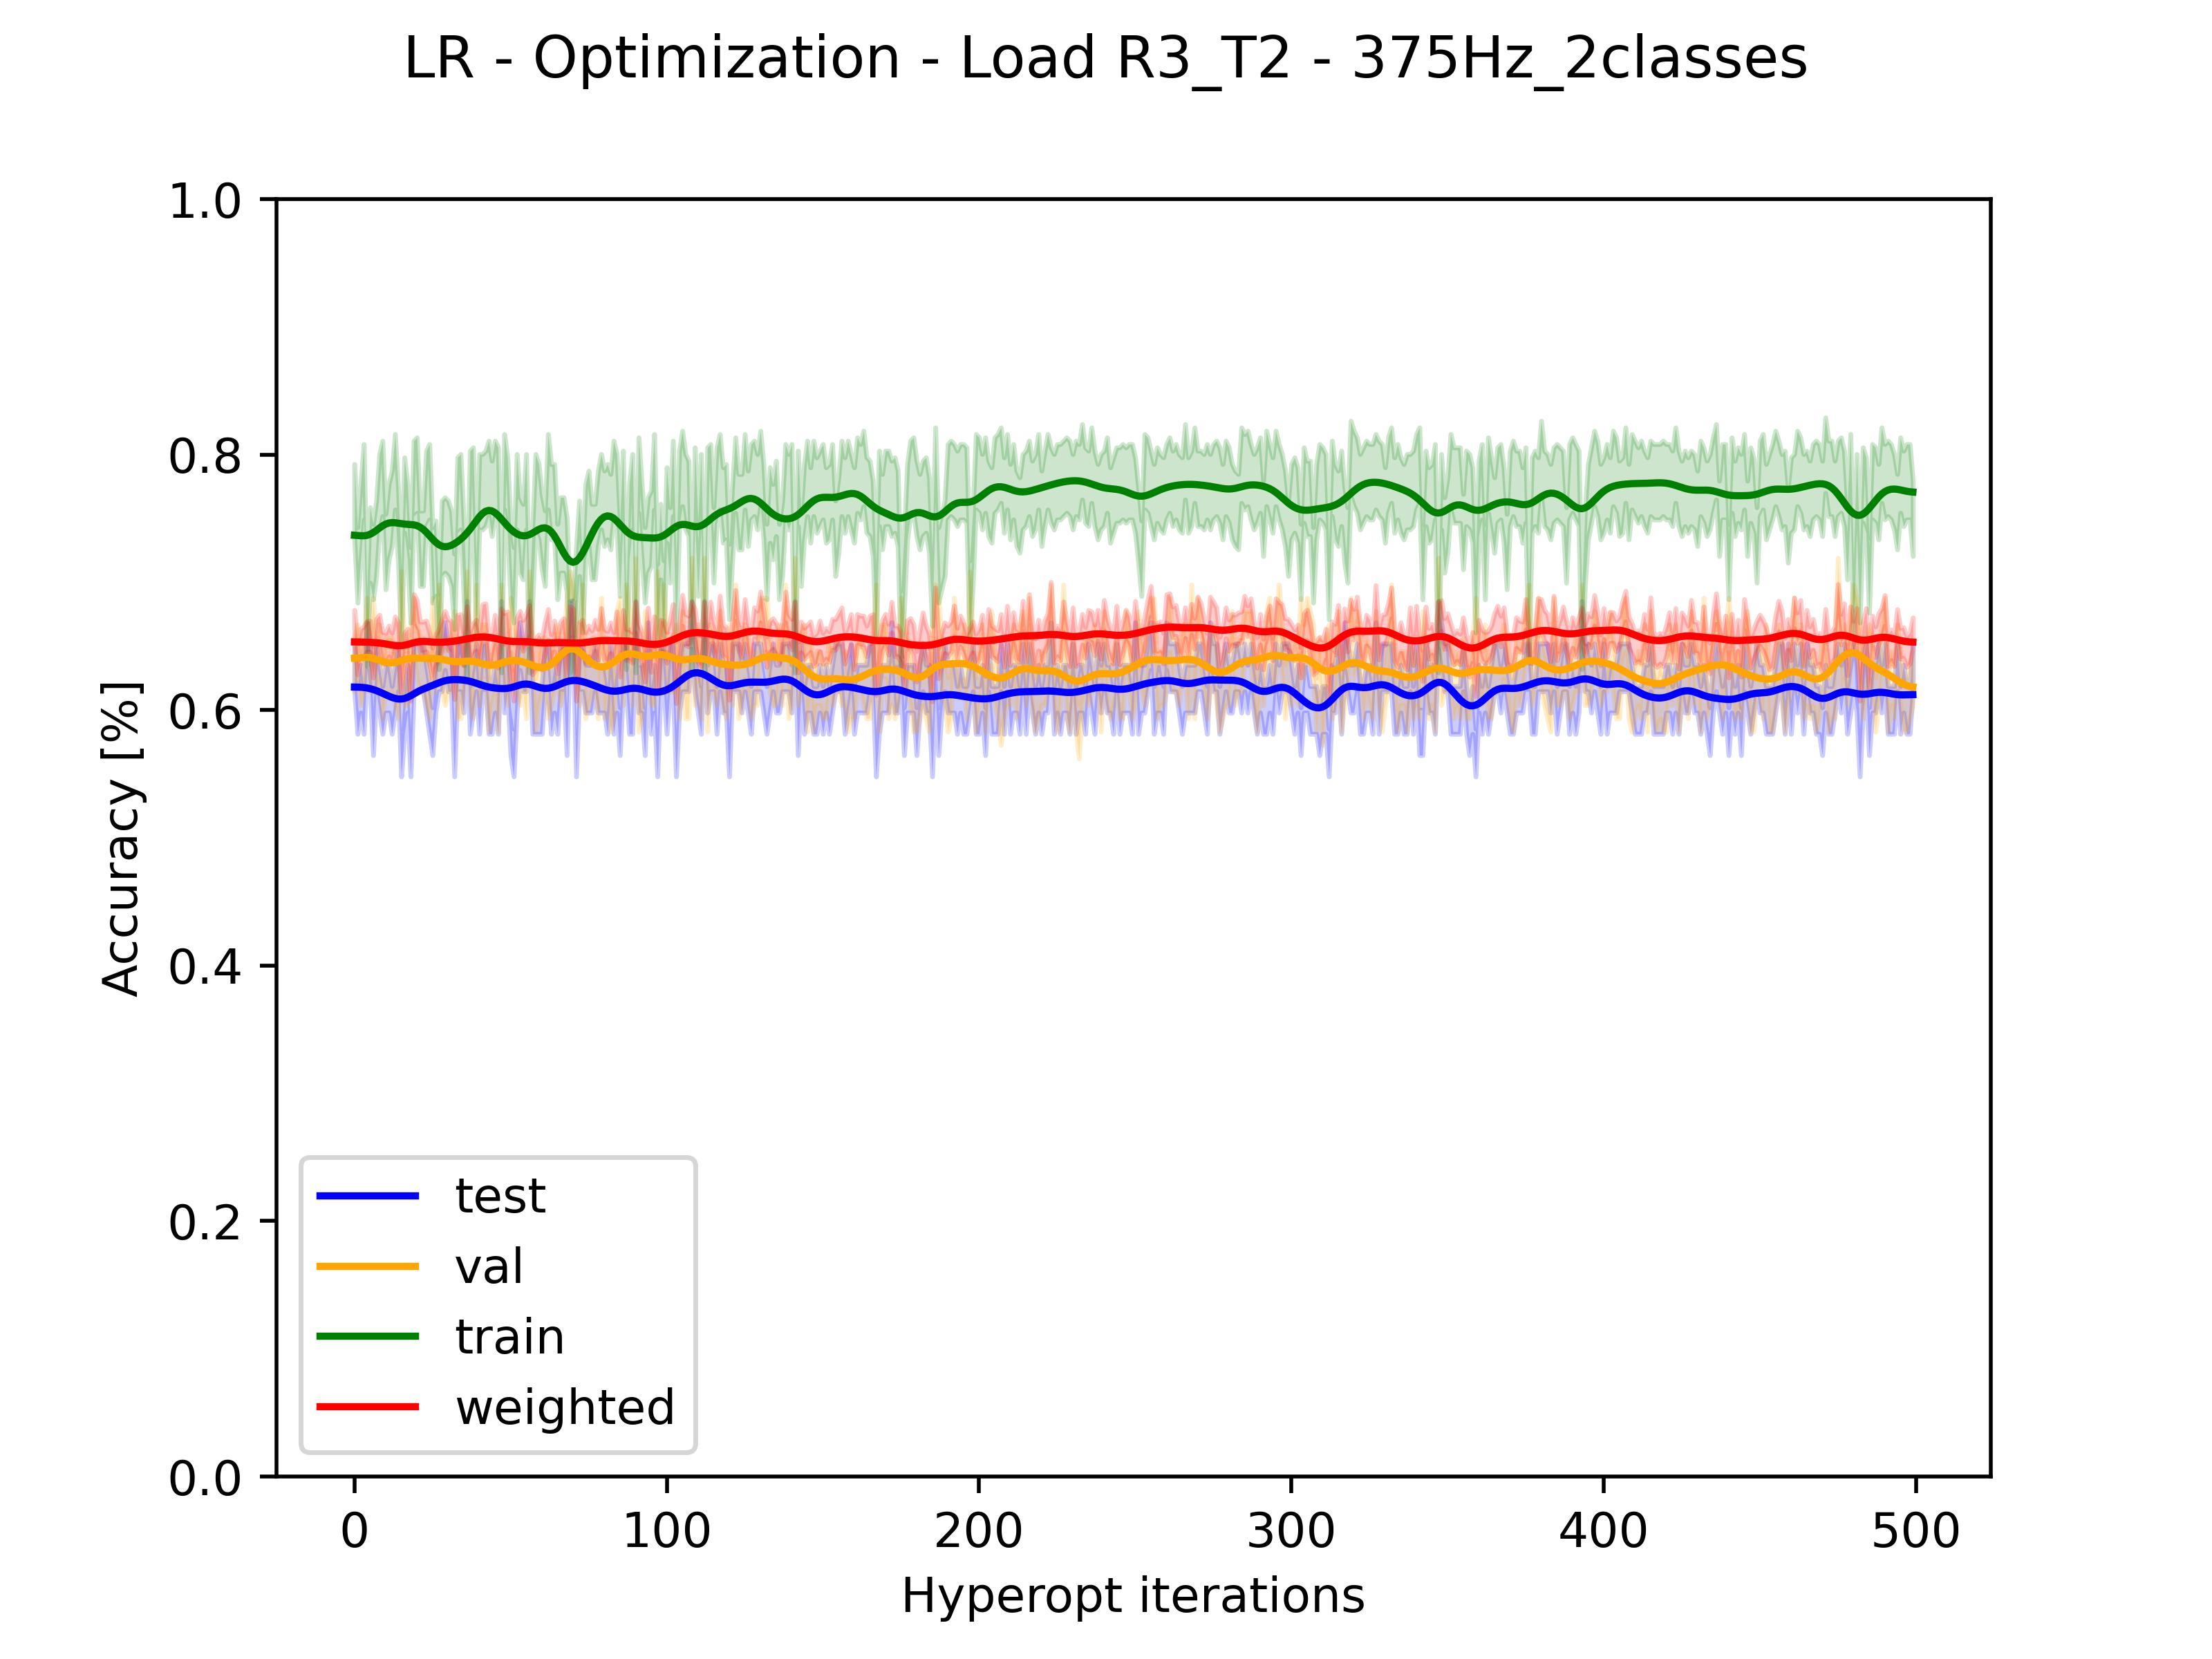 LR - Optimization - Load R3_T2 - 375Hz_2classes
1.0
0.8
0.6
0.4
0.2
0.0
Accuracy [%]
test
val
train
weighted
0 100 200 300 400 500
Hyperopt iterations